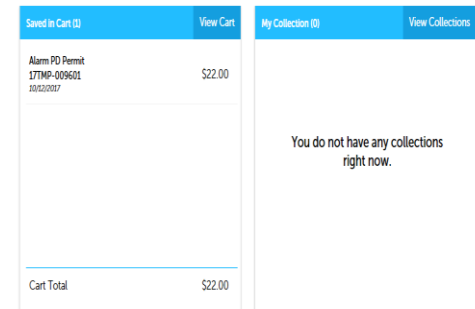 Saved in Cart (1) View Cart
Alarm PD Permit
17TMP-009601 $22.00
10/12/2017
Cart Total $22.00
My Collection (0) View Collections
You do not have any collections
right now.